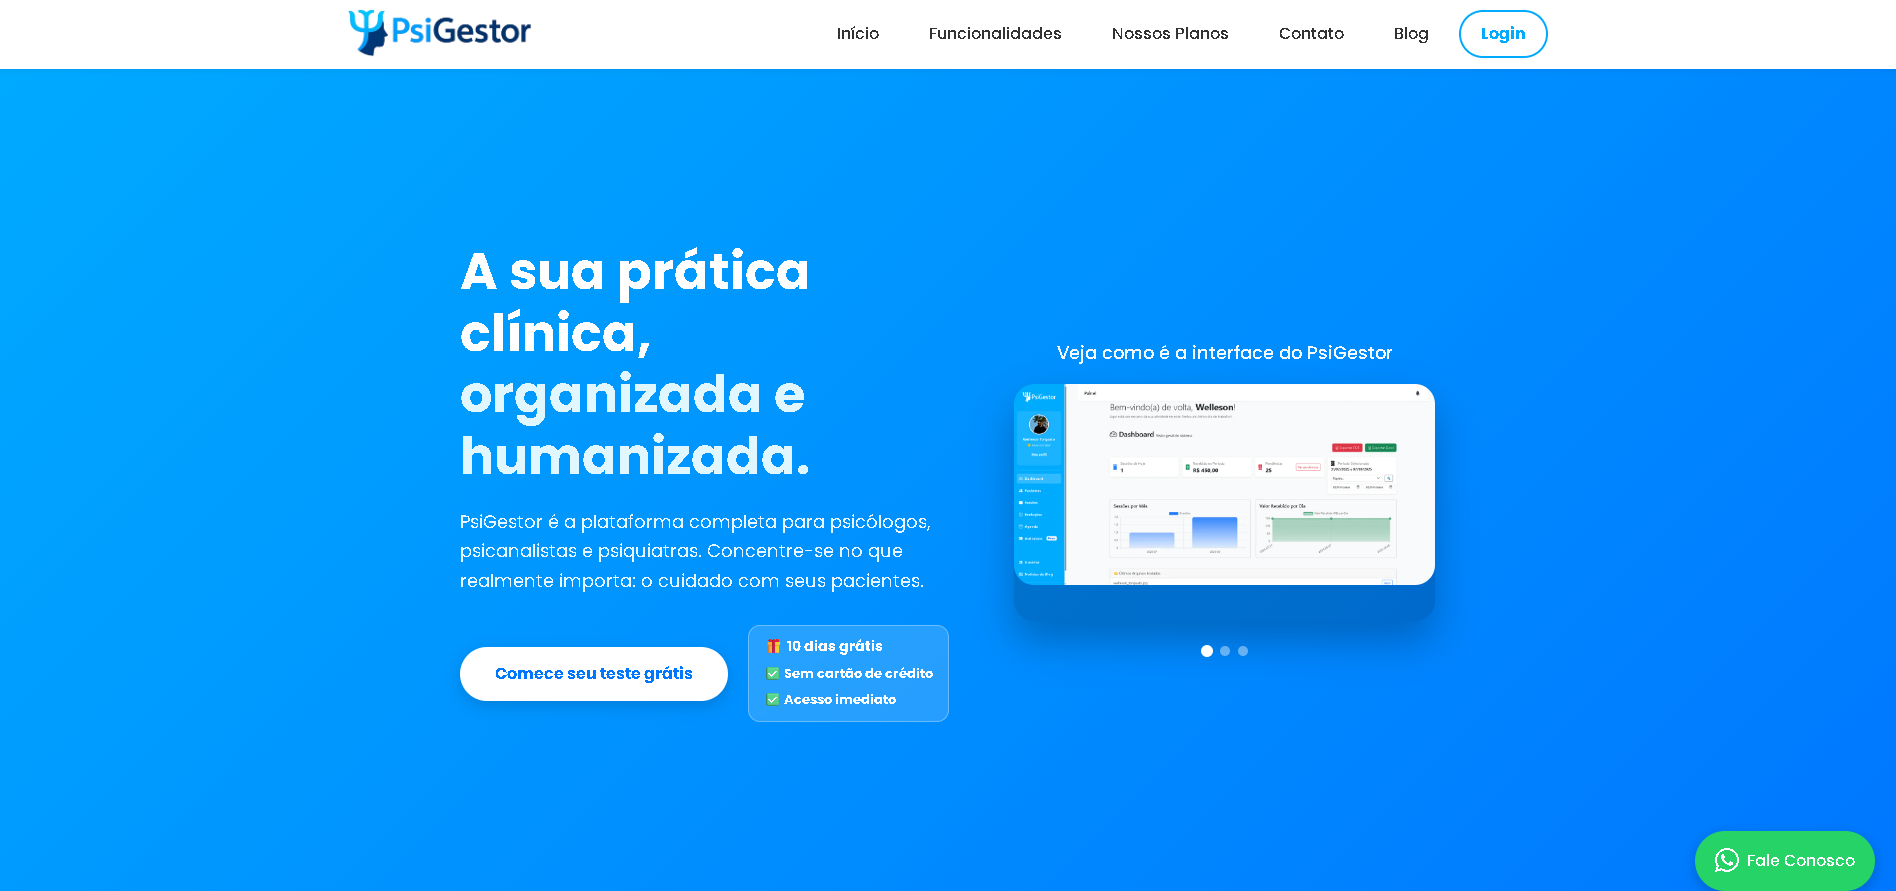 PsiGestor
Início
Funcionalidades
Nossos Planos
Contato
Blog
Login
A sua prática
clínica,
organizada e
humanizada.
PsiGestor é a plataforma completa para psicólogos,
psicanalistas e psiquiatras. Concentre-se no que
realmente importa: o cuidado com seus pacientes.
Comece seu teste grátis
10 dias grátis
Sem cartão de crédito
Acesso imediato
Veja como é a interface do PsiGestor
PsiGestor
Painel
Bem-vindo(a) de volta, Welleson!
Dashboard
Dashboard
1
R$ 450,00
25
Sessões por Mês
Valor Recebido por Dia
Fale Conosco